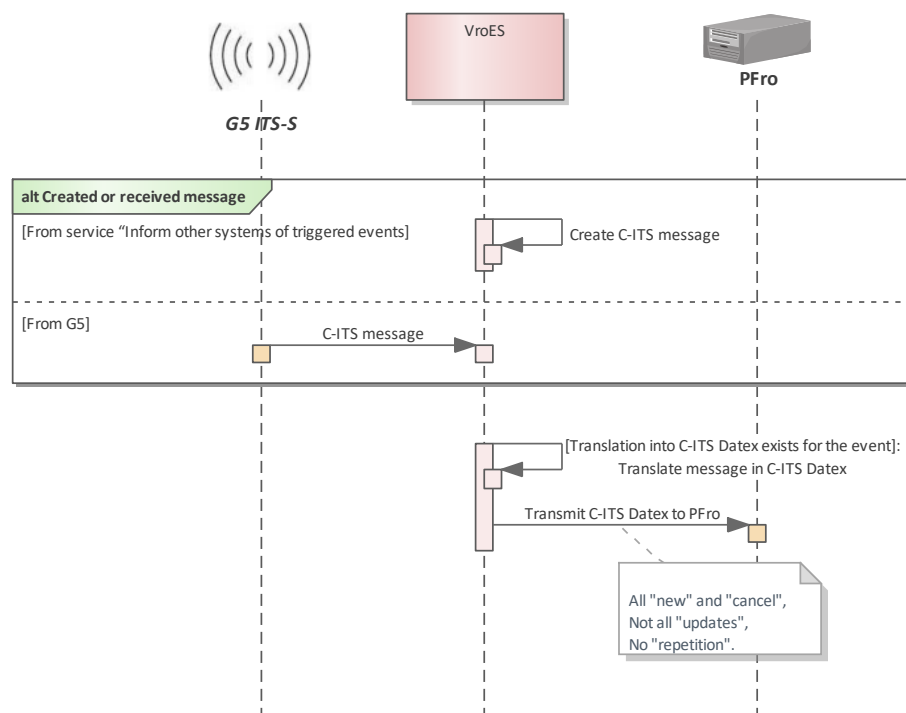 VroES
PFro
G5 ITS-S
alt Created or received message
[From service “Inform other systems of triggered events]
Create C-ITS message
[From G5]
C-ITS message
[Translation into C-ITS Datex exists for the event]:
Translate message in C-ITS Datex
Transmit C-ITS Datex to PFro
All "new" and "cancel",
Not all "updates",
No "repetition".